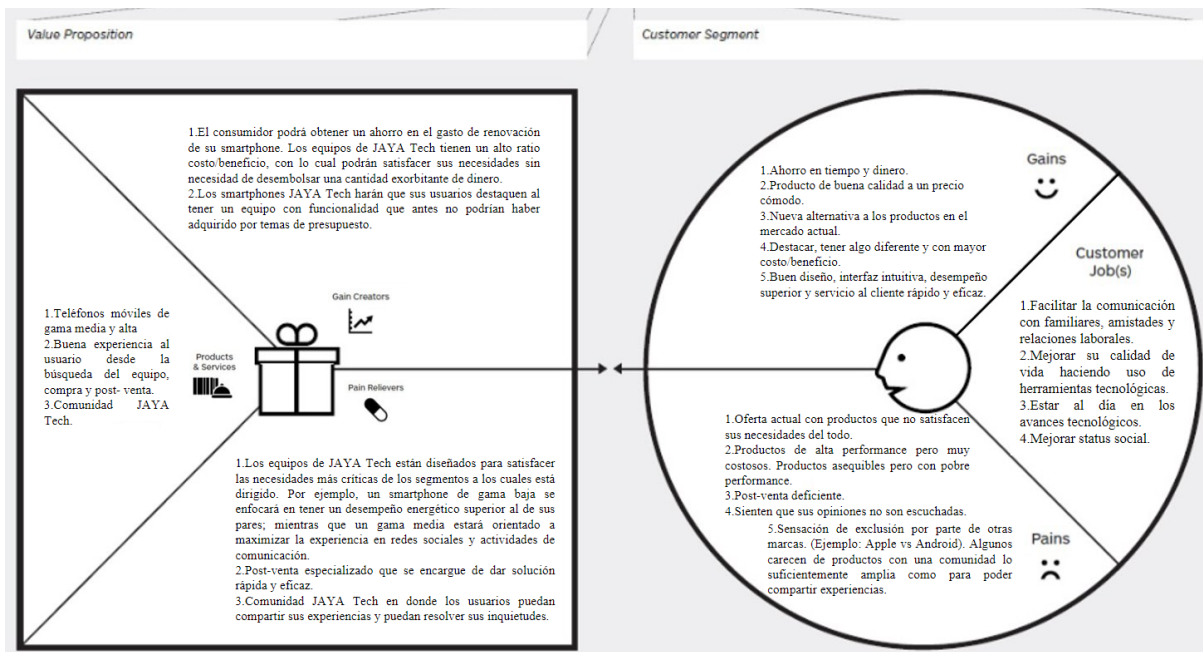 Value Proposition
Customer Segment
1.El consumidor podrá obtener un ahorro en el gasto de renovación
de su smartphone. Los equipos de JAYA Tech tienen un alto ratio
costo/beneficio, con lo cual podrán satisfacer sus necesidades sin
necesidad de desembolsar una cantidad exorbitante de dinero.
2.Los smartphones JAYA Tech harán que sus usuarios destaquen al
tener un equipo con funcionalidad que antes no podrían haber
adquirido por temas de presupuesto.
Gain Creators
1.Teléfonos móviles de
gama media y alta
2.Buena experiencia al
usuario desde la
búsqueda del equipo,
compra y post- venta.
3.Comunidad JAYA
Tech.
Products
& Services
Pain Relievers
1.Los equipos de JAYA Tech están diseñados para satisfacer
las necesidades más críticas de los segmentos a los cuales está
dirigido. Por ejemplo, un smartphone de gama baja se
enfocará en tener un desempeño energético superior al de sus
pares; mientras que un gama media estará orientado a
maximizar la experiencia en redes sociales y actividades de
comunicación.
2.Post-venta especializado que se encargue de dar solución
rápida y eficaz.
3.Comunidad JAYA Tech en donde los usuarios puedan
compartir sus experiencias y puedan resolver sus inquietudes.
Gains
1.Ahorro en tiempo y dinero.
2.Producto de buena calidad a un precio
cómodo.
3.Nueva alternativa a los productos en el
mercado actual.
4.Destacar, tener algo diferente y con mayor
costo/beneficio.
5.Buen diseño, interfaz intuitiva, desempeño
superior y servicio al cliente rápido y eficaz.
Customer
Job(s)
1.Facilitar la comunicación
con familiares, amistades y
relaciones laborales.
2.Mejorar su calidad de
vida haciendo uso de
herramientas tecnológicas.
3.Estar al día en los
avances tecnológicos.
4.Mejorar status social.
1.Oferta actual con productos que no satisfacen
sus necesidades del todo.
2.Productos de alta performance pero muy
costosos. Productos asequibles pero con pobre
performance.
3.Post-venta deficiente.
4.Sienten que sus opiniones no son escuchadas.
5.Sensación de exclusión por parte de otras
marcas. (Ejemplo: Apple vs Android). Algunos
carecen de productos con una comunidad lo
suficientemente amplia como para poder
compartir experiencias.
Pains